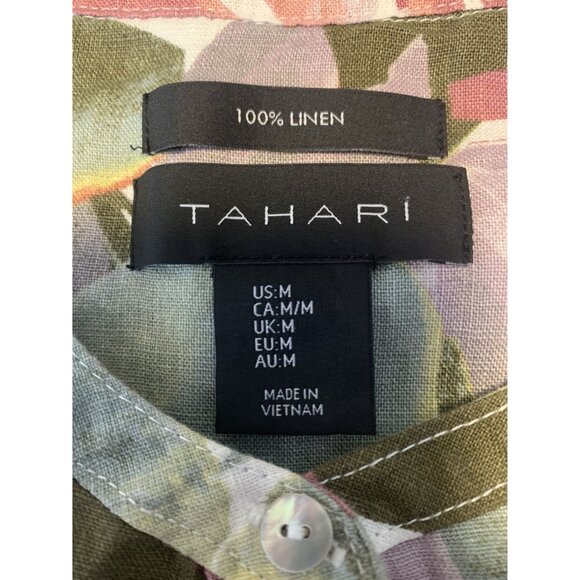 100% LINEN
TAHARI
US:M
CA:M/M
UK:M
EU:M
AU:M
MADE IN
VIETNAM